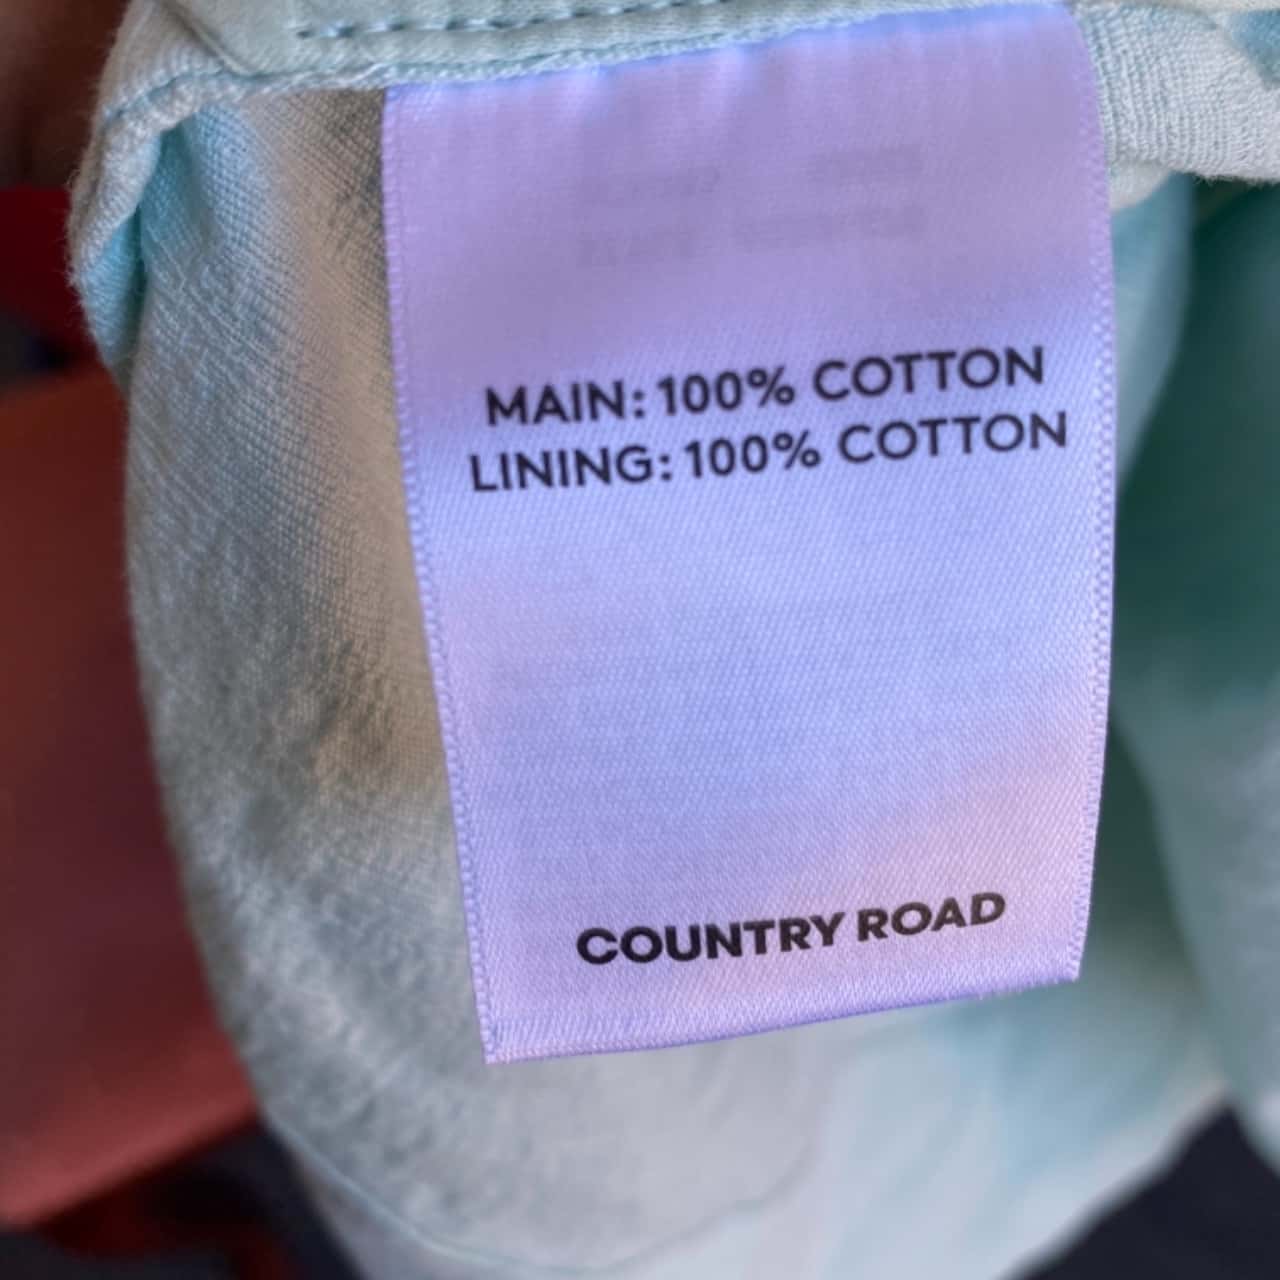 MAIN: 100% COTTON
LINING: 100% COTTON
COUNTRY ROAD